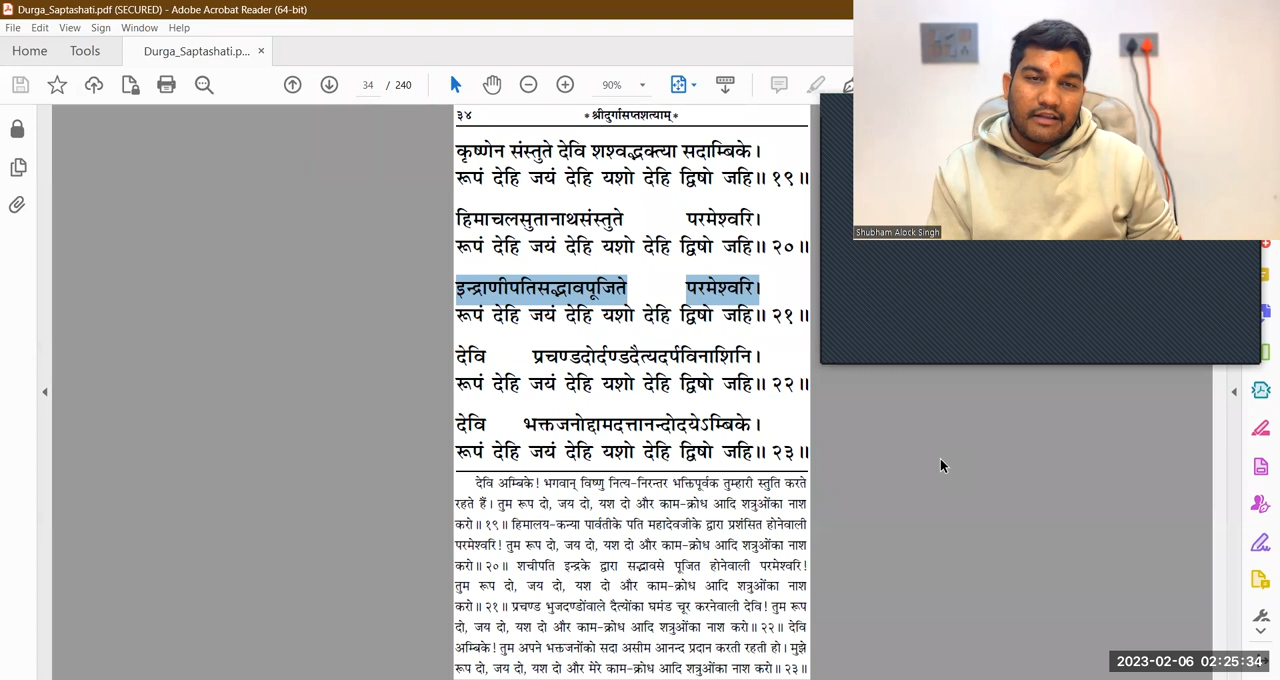 Durga_Saptashati.pdf (SECURED) - Adobe Acrobat Reader (64-bit)
File Edit View Sign Window Help
Home Tools Durga_Saptashati.p... ×
34 / 240 90%
३४ *श्रीदुर्गासप्तशत्याम्*
कृष्णेन संस्तुते देवि शश्वद्भक्त्या सदाम्बिके।
रूपं देहि जयं देहि यशो देहि द्विषो जहि॥ १९॥
हिमाचलसुतानाथसंस्तुते परमेश्वरि।
रूपं देहि जयं देहि यशो देहि द्विषो जहि॥ २०॥
इन्द्राणीपतिसद्भावपूजिते परमेश्वरि।
रूपं देहि जयं देहि यशो देहि द्विषो जहि॥ २१॥
देवि प्रचण्डदोर्दण्डदैत्यदर्पविनाशिनि।
रूपं देहि जयं देहि यशो देहि द्विषो जहि॥ २२॥
देवि भक्तजनोद्दामदत्तानन्दोदयेऽम्बिके।
रूपं देहि जयं देहि यशो देहि द्विषो जहि॥ २३॥
देवि अम्बिके! भगवान् विष्णु नित्य-निरन्तर भक्तिपूर्वक तुम्हारी स्तुति करते
रहते हैं। तुम रूप दो, जय दो, यश दो और काम-क्रोध आदि शत्रुओंका नाश
करो॥ १९॥ हिमालय-कन्या पार्वतीके पति महादेवजीके द्वारा प्रशंसित होनेवाली
परमेश्वरि! तुम रूप दो, जय दो, यश दो और काम-क्रोध आदि शत्रुओंका नाश
करो॥ २०॥ शचीपति इन्द्रके द्वारा सद्भावसे पूजित होनेवाली परमेश्वरि!
तुम रूप दो, जय दो, यश दो और काम-क्रोध आदि शत्रुओंका नाश
करो॥ २१॥ प्रचण्ड भुजदण्डोंवाले दैत्योंका घमंड चूर करनेवाली देवि! तुम रूप
दो, जय दो, यश दो और काम-क्रोध आदि शत्रुओंका नाश करो॥ २२॥ देवि
अम्बिके! तुम अपने भक्तजनोंको सदा असीम आनन्द प्रदान करती रहती हो। मुझे
रूप दो, जय दो, यश दो और मेरे काम-क्रोध आदि शत्रुओंका नाश करो॥ २३॥
Shubham Alock Singh
2023-02-06 02:25:34